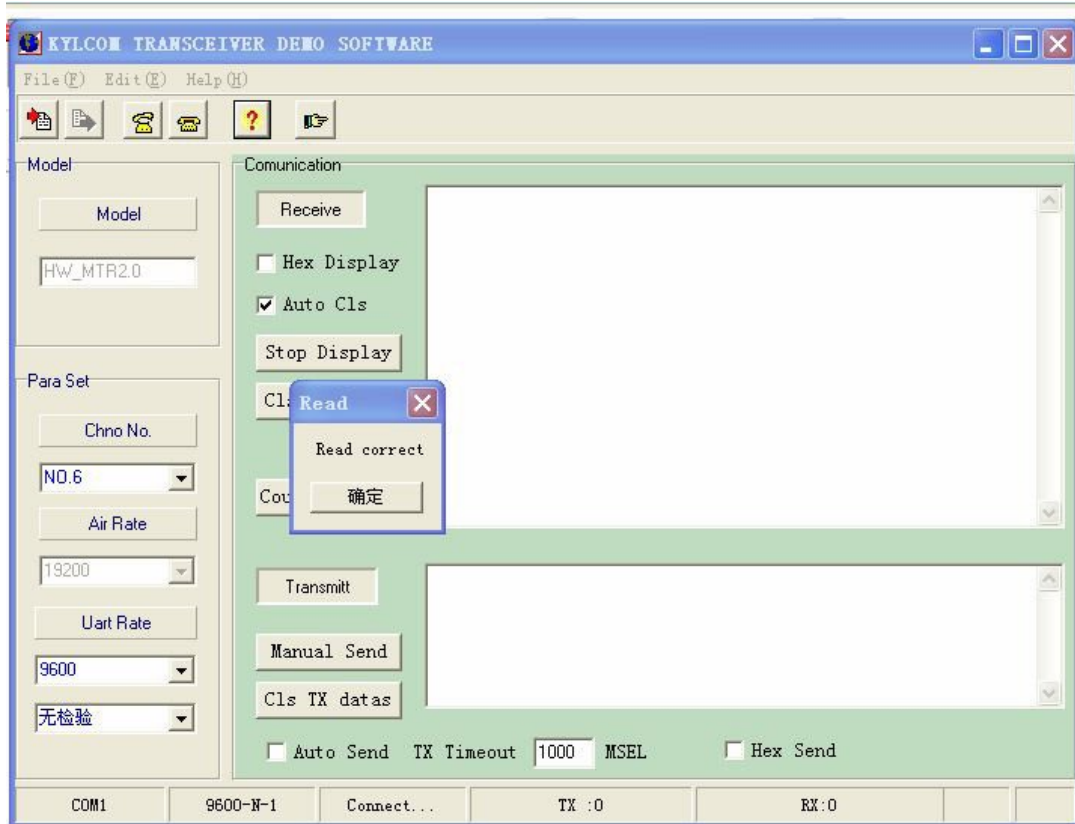 KYLCOM TRANSCEIVER DEMO SOFTWARE
File(F) Edit(E) Help(H)
Model
Model
HW_MTR2.0
Para Set
Chno No.
NO.6
Air Rate
19200
Uart Rate
9600
无检验
Comunication
Receive
Hex Display
Auto Cls
Stop Display
Read
Read correct
确定
Transmitt
Manual Send
Cls TX datas
Auto Send TX Timeout 1000 MSEL Hex Send
COM1 9600-N-1 Connect... TX :0 RX:0